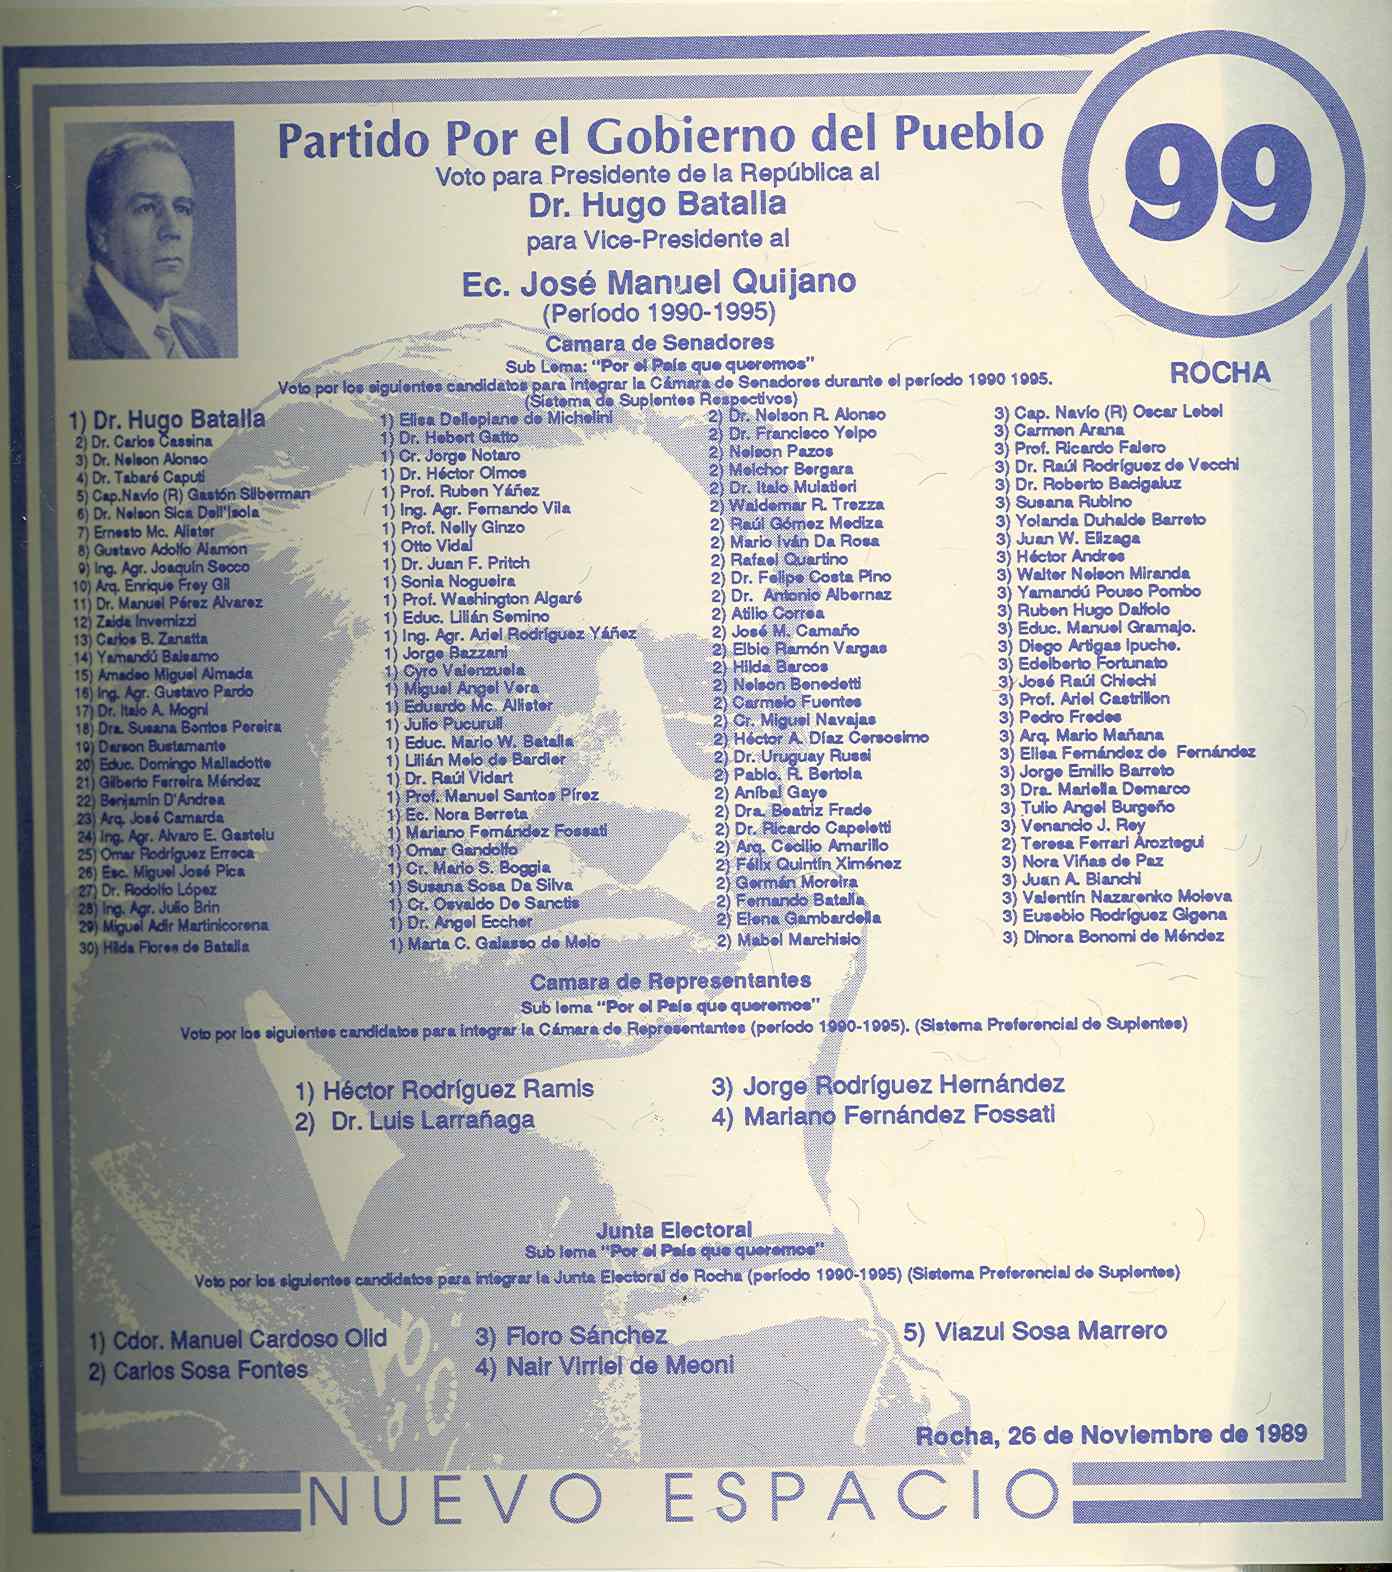 Partido Por el Gobierno del Pueblo
99
Voto para Presidente de la República al
Dr. Hugo Batalla
para Vice-Presidente al
Ec. José Manuel Quijano
(Período 1990-1995)
Camara de Senadores
Sub Lema: “Por el País que queremos”
ROCHA
Voto por los siguientes candidatos para integrar la Cámara de Senadores durante el período 1990 1995.
(Sistema de Suplentes Respectivos)
1) Dr. Hugo Batalla
2) Dr. Carlos Cassina
3) Dr. Nelson Alonso
4) Dr. Tabaré Caputi
5) Cap.Navío (R) Gastón Silberman
6) Dr. Nelson Sica Dell'Isola
7) Ernesto Mc. Alister
8) Gustavo Adolfo Alamon
9) Ing. Agr. Joaquín Secco
10) Arq. Enrique Frey Gil
11) Dr. Manuel Pérez Alvarez
12) Zaida Invernizzi
13) Carlos B. Zanatta
14) Yamandú Balsamo
15) Amadeo Miguel Almada
16) Ing. Agr. Gustavo Pardo
17) Dr. Italo A. Mogni
18) Dra. Susana Bentos Pereira
19) Darson Bustamante
20) Educ. Domingo Malladotte
21) Gilberto Ferreira Méndez
22) Benjamín D'Andrea
23) Arq. José Camarda
24) Ing. Agr. Alvaro E. Gastelu
25) Omar Rodríguez Erreca
26) Esc. Miguel José Pica
27) Dr. Rodolfo López
28) Ing. Agr. Julio Brin
29) Miguel Adir Martinicorena
30) Hilda Flores de Batalla
1) Elisa Delleplane de Michelini
1) Dr. Hebert Gatto
1) Cr. Jorge Notaro
1) Dr. Héctor Olmos
1) Prof. Ruben Yáñez
1) Ing. Agr. Fernando Vila
1) Prof. Nelly Ginzo
1) Otto Vidal
1) Dr. Juan F. Pritch
1) Sonia Nogueira
1) Prof. Washington Algaré
1) Educ. Lilián Semino
1) Ing. Agr. Ariel Rodríguez Yáñez
1) Jorge Bazzani
1) Cyro Valenzuela
1) Miguel Angel Vera
1) Eduardo Mc. Allister
1) Julio Pucurull
1) Educ. Mario W. Batalla
1) Lilián Melo de Bardier
1) Dr. Raúl Vidart
1) Prof. Manuel Santos Pírez
1) Ec. Nora Berreta
1) Mariano Fernández Fossati
1) Omar Gandolfo
1) Cr. Mario S. Boggia
1) Susana Sosa Da Silva
1) Cr. Osvaldo De Sanctis
1) Dr. Angel Eccher
1) Marta C. Galasso de Melo
2) Dr. Nelson R. Alonso
2) Dr. Francisco Yelpo
2) Nelson Pazos
2) Melchor Bergara
2) Dr. Italo Mulatieri
2) Waldemar R. Trezza
2) Raúl Gómez Mediza
2) Mario Iván Da Rosa
2) Rafael Quartino
2) Dr. Felipe Costa Pino
2) Dr. Antonio Albernaz
2) Atilio Correa
2) José M. Camaño
2) Elbio Ramón Vargas
2) Hilda Barcos
2) Nelson Benedetti
2) Carmelo Fuentes
2) Cr. Miguel Navajas
2) Héctor A. Díaz Cersosimo
2) Dr. Uruguay Russi
2) Pablo. R. Bertola
2) Aníbal Gaye
2) Dra. Beatriz Frade
2) Dr. Ricardo Capeletti
2) Arq. Cecilio Amarillo
2) Félix Quintín Ximénez
2) Germán Moreira
2) Fernando Batalla
2) Elena Gambardella
2) Mabel Marchisio
3) Cap. Navío (R) Oscar Lebel
3) Carmen Arana
3) Prof. Ricardo Falero
3) Dr. Raúl Rodríguez de Vecchi
3) Dr. Roberto Bacigaluz
3) Susana Rubino
3) Yolanda Duhalde Barreto
3) Juan W. Elizaga
3) Héctor Andres
3) Walter Nelson Miranda
3) Yamandú Pouso Pombo
3) Ruben Hugo Dalfolo
3) Educ. Manuel Gramajo.
3) Diego Artigas Ipuche.
3) Edelberto Fortunato
3) José Raúl Chiechi
3) Prof. Ariel Castrillon
3) Pedro Fredes
3) Arq. Mario Mañana
3) Elisa Fernández de Fernández
3) Jorge Emilio Barreto
3) Dra. Mariella Demarco
3) Tulio Angel Burgeño
3) Venancio J. Rey
2) Teresa Ferrari Aroztegui
3) Nora Viñas de Paz
3) Juan A. Bianchi
3) Valentín Nazarenko Moleva
3) Eusebio Rodríguez Gigena
3) Dinora Bonomi de Méndez
Camara de Representantes
Sub lema “Por el País que queremos”
Voto por los siguientes candidatos para integrar la Cámara de Representantes (período 1990-1995). (Sistema Preferencial de Suplentes)
1) Héctor Rodríguez Ramis
2) Dr. Luis Larrañaga
3) Jorge Rodríguez Hernández
4) Mariano Fernández Fossati
Junta Electoral
Sub lema “Por el País que queremos”
Voto por los siguientes candidatos para integrar la Junta Electoral de Rocha (período 1990-1995) (Sistema Preferencial de Suplentes)
1) Cdor. Manuel Cardoso Olid
2) Carlos Sosa Fontes
3) Floro Sánchez
4) Nair Virriel de Meoni
5) Viazul Sosa Marrero
Rocha, 26 de Noviembre de 1989
NUEVO ESPACIO